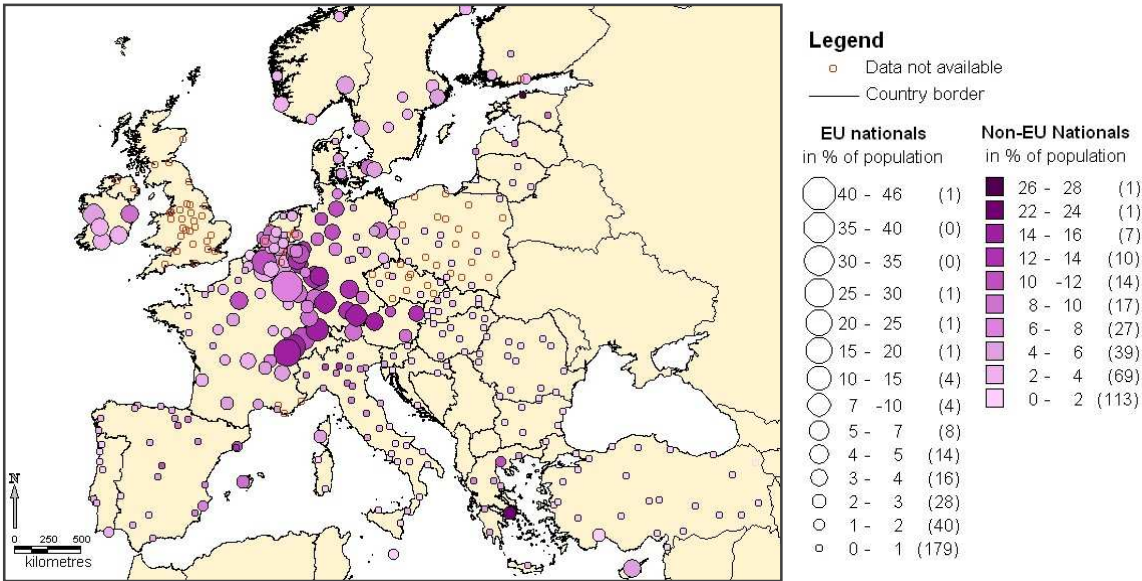 Legend
Data not available
Country border
EU nationals
in % of population
40 - 46 (1)
35 - 40 (0)
30 - 35 (0)
25 - 30 (1)
20 - 25 (1)
15 - 20 (1)
10 - 15 (4)
7 -10 (4)
5 - 7 (8)
4 - 5 (14)
3 - 4 (16)
2 - 3 (28)
1 - 2 (40)
0 - 1 (179)
Non-EU Nationals
in % of population
26 - 28 (1)
22 - 24 (1)
14 - 16 (7)
12 - 14 (10)
10 -12 (14)
8 - 10 (17)
6 - 8 (27)
4 - 6 (39)
2 - 4 (69)
0 - 2 (113)
N
0 250 500
kilometres